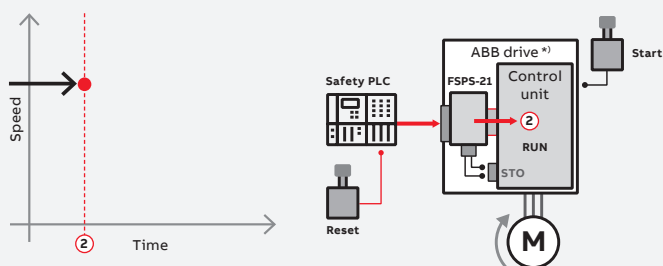 Speed
2
Time
Safety PLC
Reset
ABB drive *)
FSPS-21
Control
unit
2
RUN
STO
M
Start